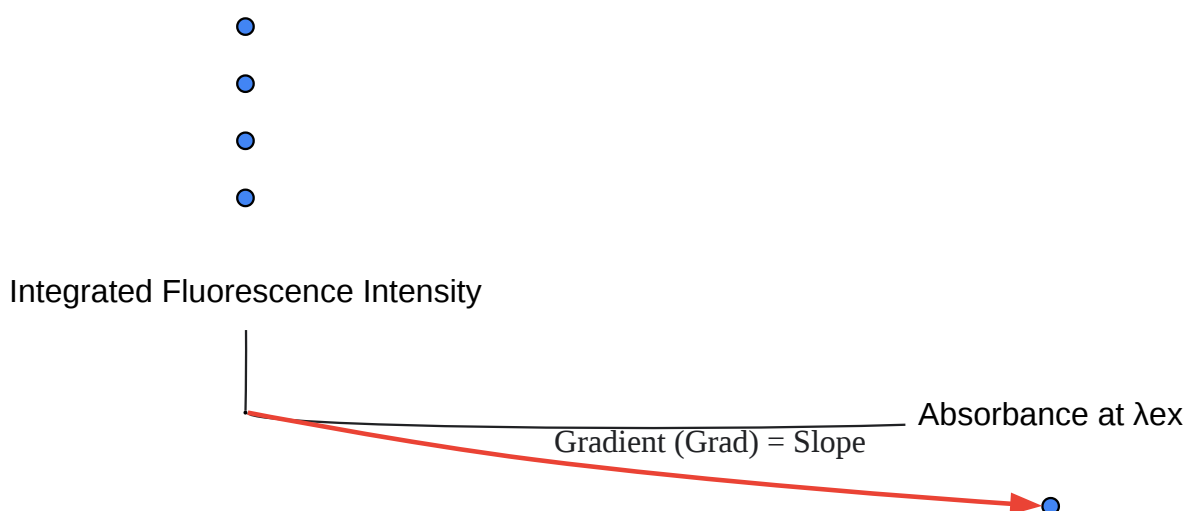 Integrated Fluorescence Intensity
Absorbance at λex
Gradient (Grad) = Slope